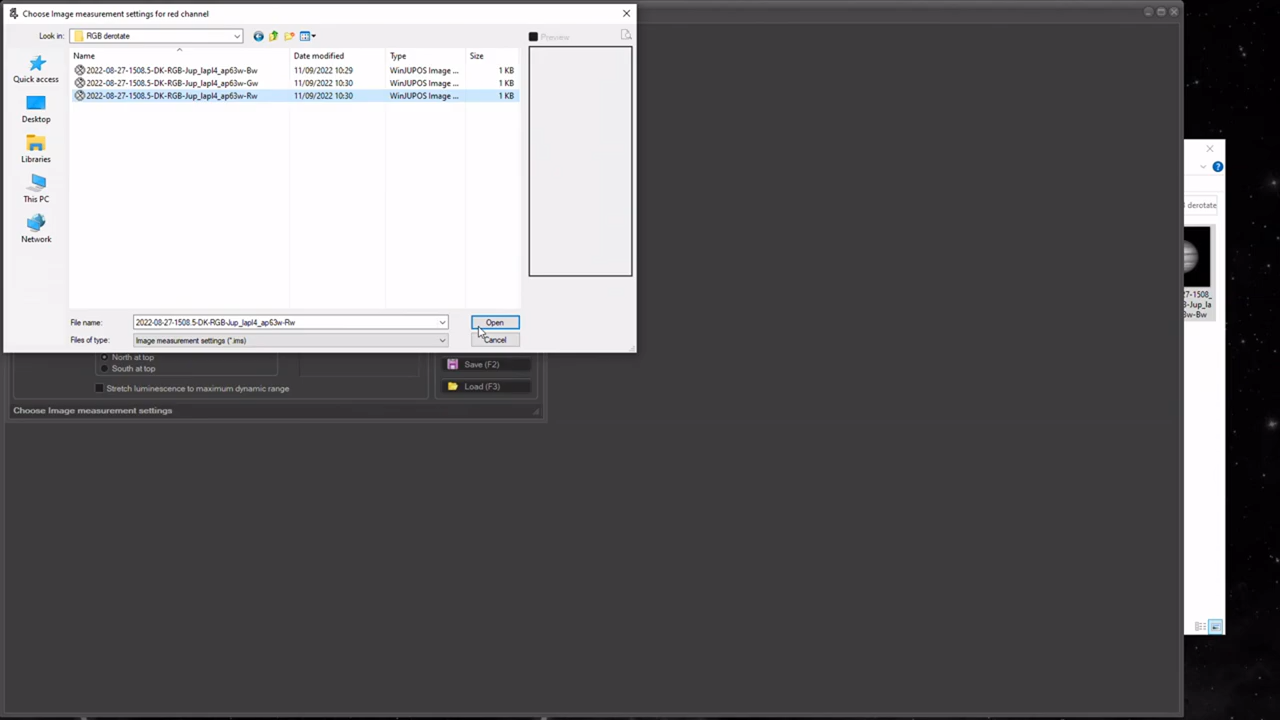 Choose Image measurement settings for red channel
Look in: RGB derotate
Preview
Name Date modified Type Size
2022-08-27-1508.5-DK-RGB-Jup_lapl4_ap63w-Bw 11/09/2022 10:29 WinJUPOS Image ... 1 KB
2022-08-27-1508.5-DK-RGB-Jup_lapl4_ap63w-Gw 11/09/2022 10:30 WinJUPOS Image ... 1 KB
2022-08-27-1508.5-DK-RGB-Jup_lapl4_ap63w-Rw 11/09/2022 10:30 WinJUPOS Image ... 1 KB
Quick access
Desktop
Libraries
This PC
Network
File name: 2022-08-27-1508.5-DK-RGB-Jup_lapl4_ap63w-Rw Open
Files of type: Image measurement settings (*.ims) Cancel
North at top
South at top
Save (F2)
Stretch luminescence to maximum dynamic range
Load (F3)
Choose Image measurement settings
derotate
27-1508_
B-Jup_la
w-Bw